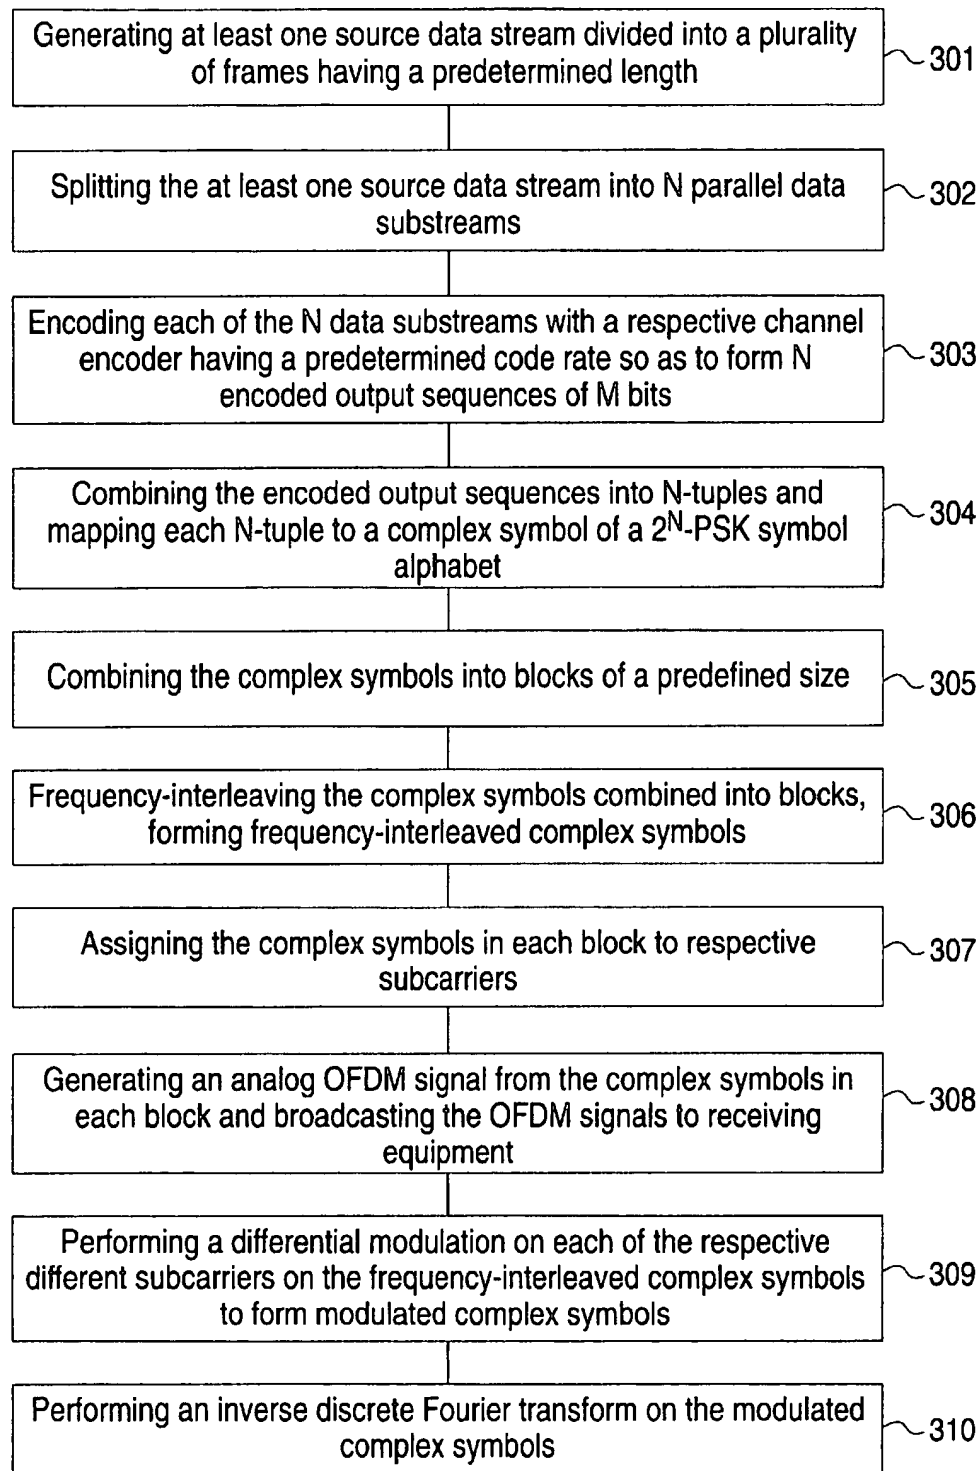 Generating at least one source data stream divided into a plurality
of frames having a predetermined length
301
Splitting the at least one source data stream into N parallel data
substreams
302
Encoding each of the N data substreams with a respective channel
encoder having a predetermined code rate so as to form N
encoded output sequences of M bits
303
Combining the encoded output sequences into N-tuples and
mapping each N-tuple to a complex symbol of a 2ᴺ-PSK symbol
alphabet
304
Combining the complex symbols into blocks of a predefined size
305
Frequency-interleaving the complex symbols combined into blocks,
forming frequency-interleaved complex symbols
306
Assigning the complex symbols in each block to respective
subcarriers
307
Generating an analog OFDM signal from the complex symbols in
each block and broadcasting the OFDM signals to receiving
equipment
308
Performing a differential modulation on each of the respective
different subcarriers on the frequency-interleaved complex symbols
to form modulated complex symbols
309
Performing an inverse discrete Fourier transform on the modulated
complex symbols
310